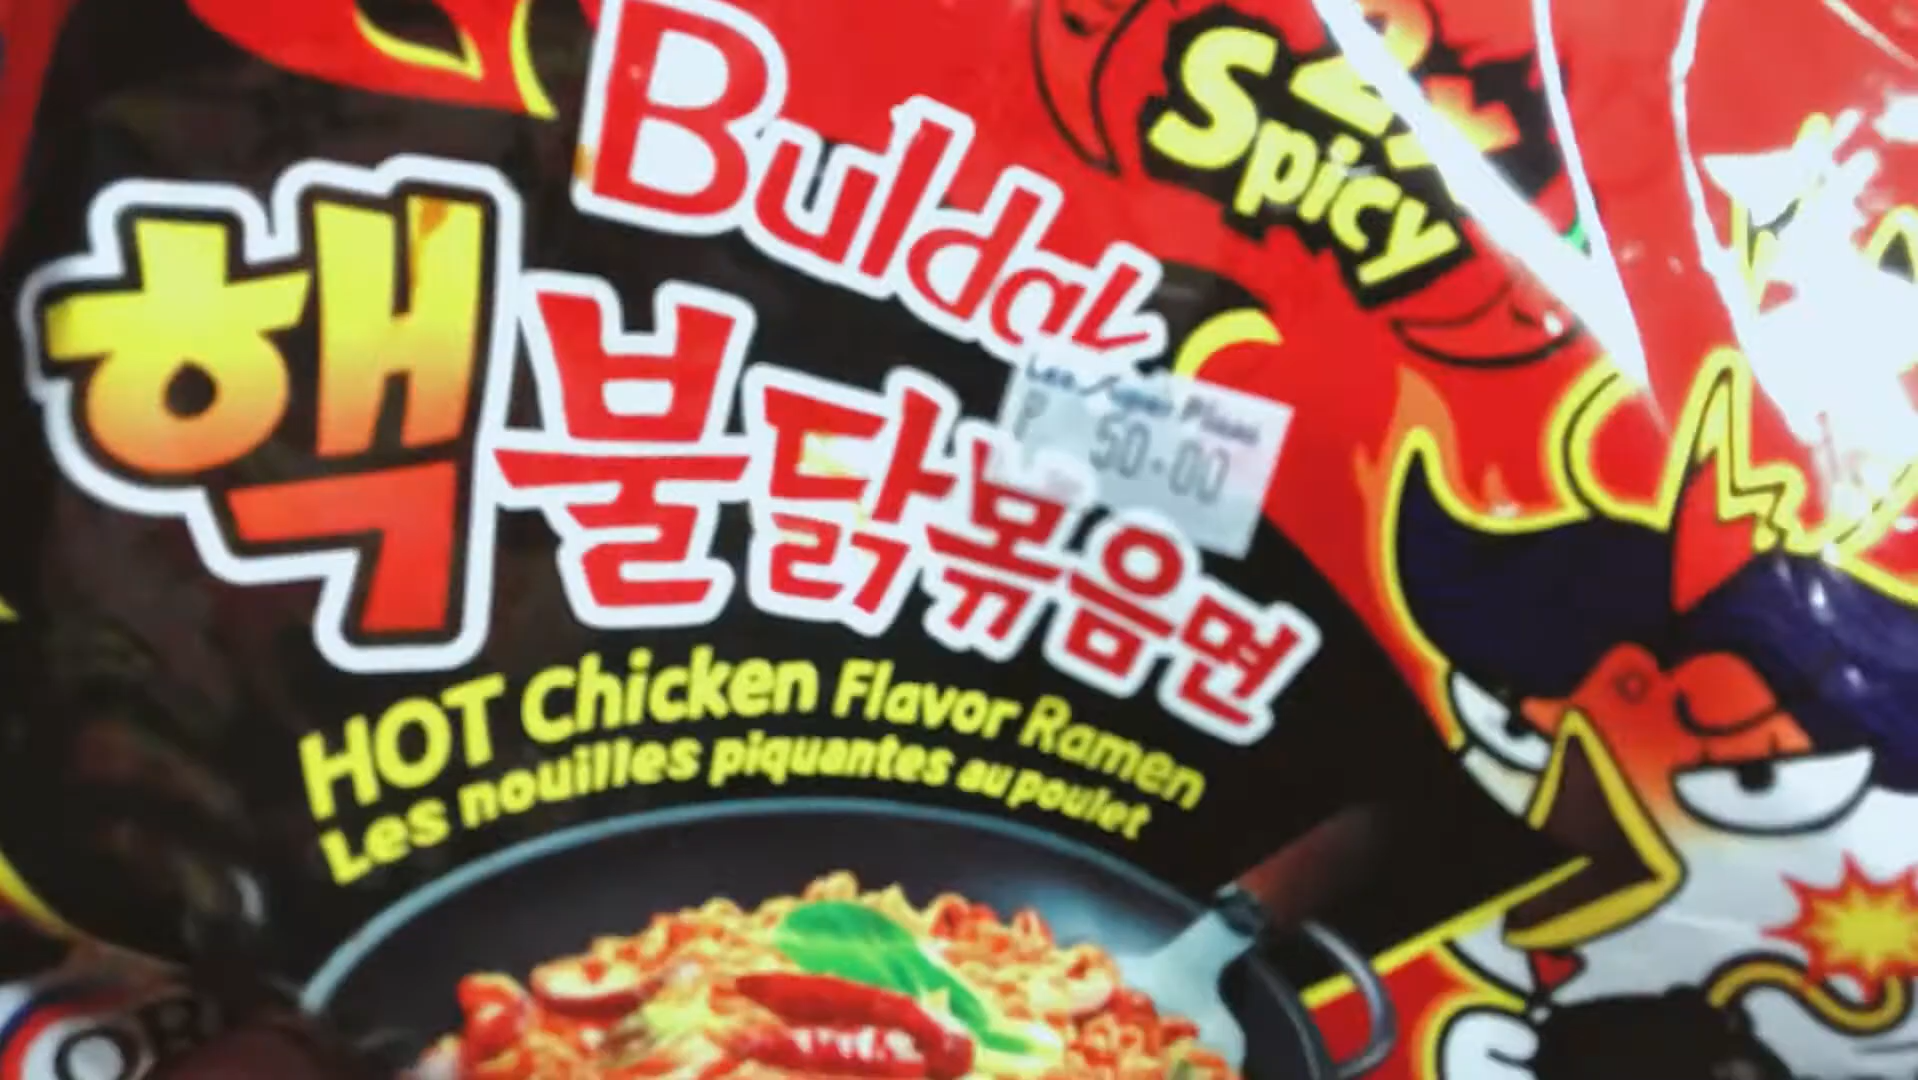 Buldak
2x
Spicy
핵불닭볶음면
50.00
HOT Chicken Flavor Ramen
Les nouilles piquantes au poulet